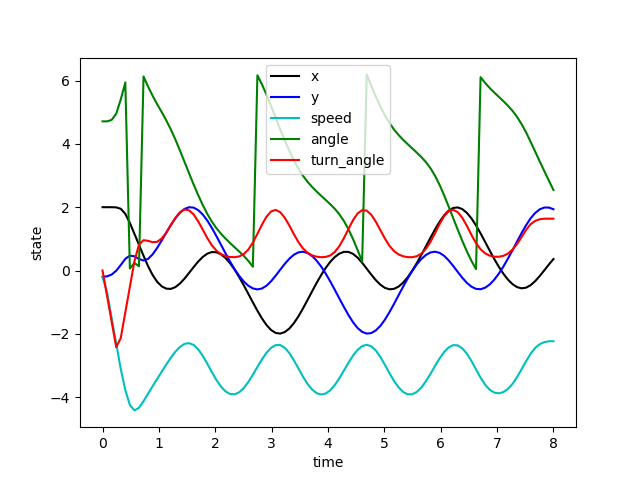 6
4
2
0
−2
−4
state
x
y
speed
angle
turn_angle
0 1 2 3 4 5 6 7 8
time